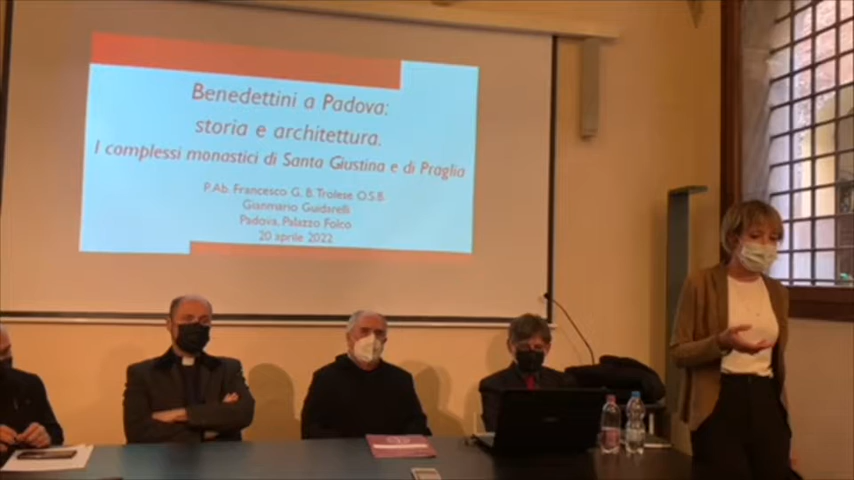 Benedettini a Padova:
storia e architettura.
I complessi monastici di Santa Giustina e di Praglia
P.Ab. Francesco G. B. Trolese O.S.B.
Gianmario Guidarelli
Padova, Palazzo Folco
20 aprile 2022